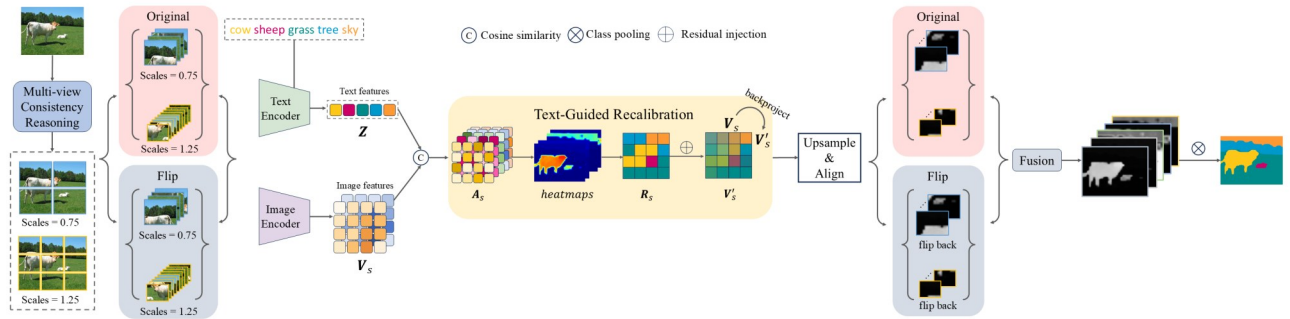 Multi-view
Consistency
Reasoning
Scales = 0.75
Scales = 1.25
Original
Scales = 0.75
Scales = 1.25
Flip
Scales = 0.75
Scales = 1.25
cow sheep grass tree sky
Text
Encoder
Text features
Z
Image
Encoder
Image features
V_s
C Cosine similarity
Class pooling
Residual injection
C
Text-Guided Recalibration
A_s
heatmaps
R_s
V_s
backproject
V'_s
V'_s
Upsample
&
Align
Original
Flip
flip back
flip back
Fusion